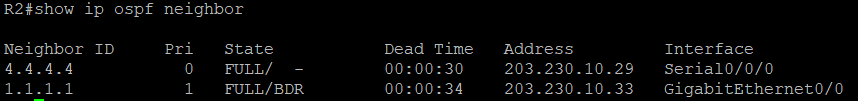 R2#show ip ospf neighbor
Neighbor ID     Pri   State           Dead Time   Address         Interface
4.4.4.4           0   FULL/  -        00:00:30    203.230.10.29   Serial0/0/0
1.1.1.1           1   FULL/BDR        00:00:34    203.230.10.33   GigabitEthernet0/0